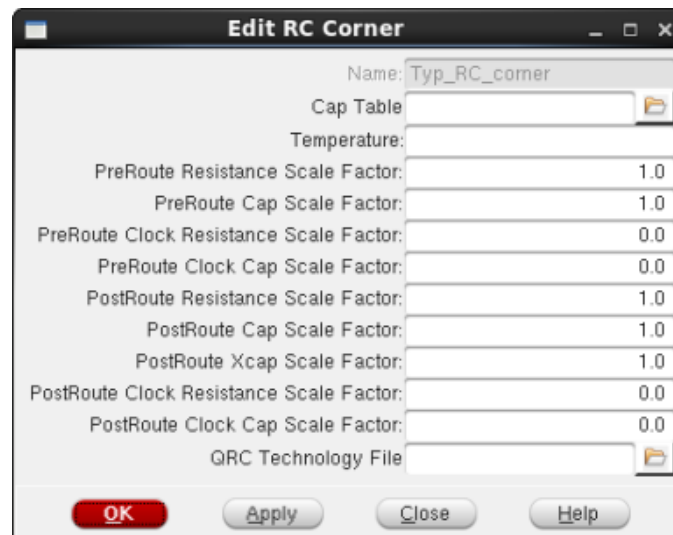 Edit RC Corner
Name: Typ_RC_corner
Cap Table
Temperature:
PreRoute Resistance Scale Factor: 1.0
PreRoute Cap Scale Factor: 1.0
PreRoute Clock Resistance Scale Factor: 0.0
PreRoute Clock Cap Scale Factor: 0.0
PostRoute Resistance Scale Factor: 1.0
PostRoute Cap Scale Factor: 1.0
PostRoute Xcap Scale Factor: 1.0
PostRoute Clock Resistance Scale Factor: 0.0
PostRoute Clock Cap Scale Factor: 0.0
QRC Technology File
OK Apply Close Help